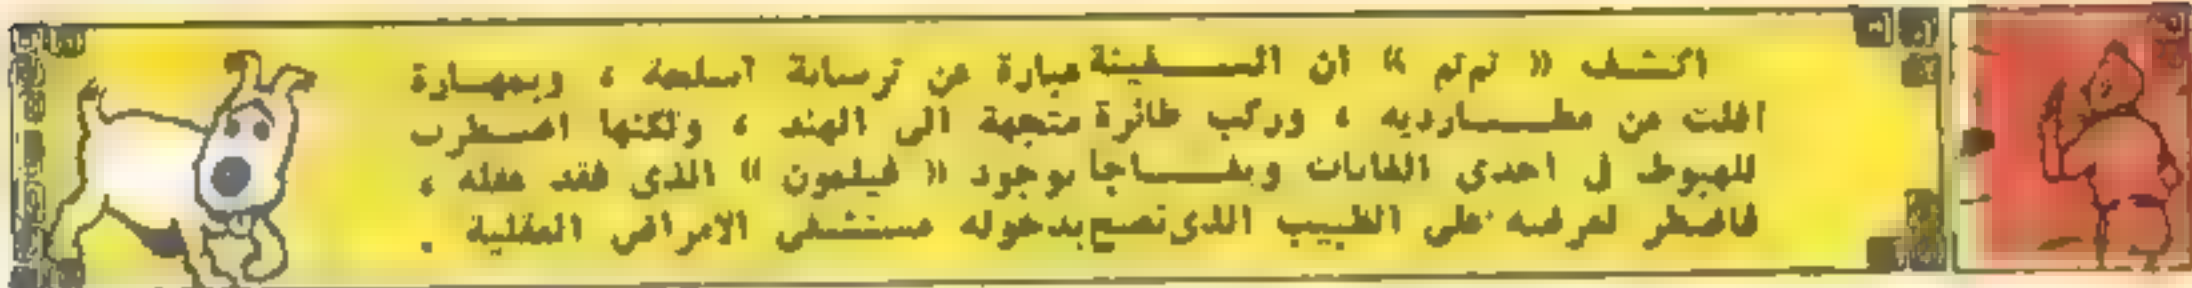 اكتشف « تم تم » أن السفينة عبارة عن ترسانة أسلحة ، وبمهارة
افلت من مطارديه ، وركب طائرة متجهة الى الهند ، ولكنها اضطرت
للهبوط في احدى الغابات ويفاجأ بوجود « فيلمون » الذى فقد عقله ،
فاضطر لعرضه على الطبيب الذى نصح بدخوله مستشفى الامراض العقلية .